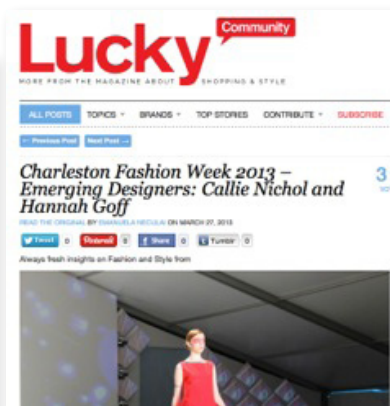 Lucky Community
MORE FROM THE MAGAZINE ABOUT SHOPPING & STYLE
ALL POSTS TOPICS BRANDS TOP STORIES CONTRIBUTE SUBSCRIBE
← Previous Post Next Post →
Charleston Fashion Week 2013 –
Emerging Designers: Callie Nichol and
Hannah Goff
3
READ THE ORIGINAL BY EMANUELA NECULAI ON MARCH 27, 2013
Tweet 0 Pinterest 0 Share 0 Tumblr 0
Always fresh insights on Fashion and Style from